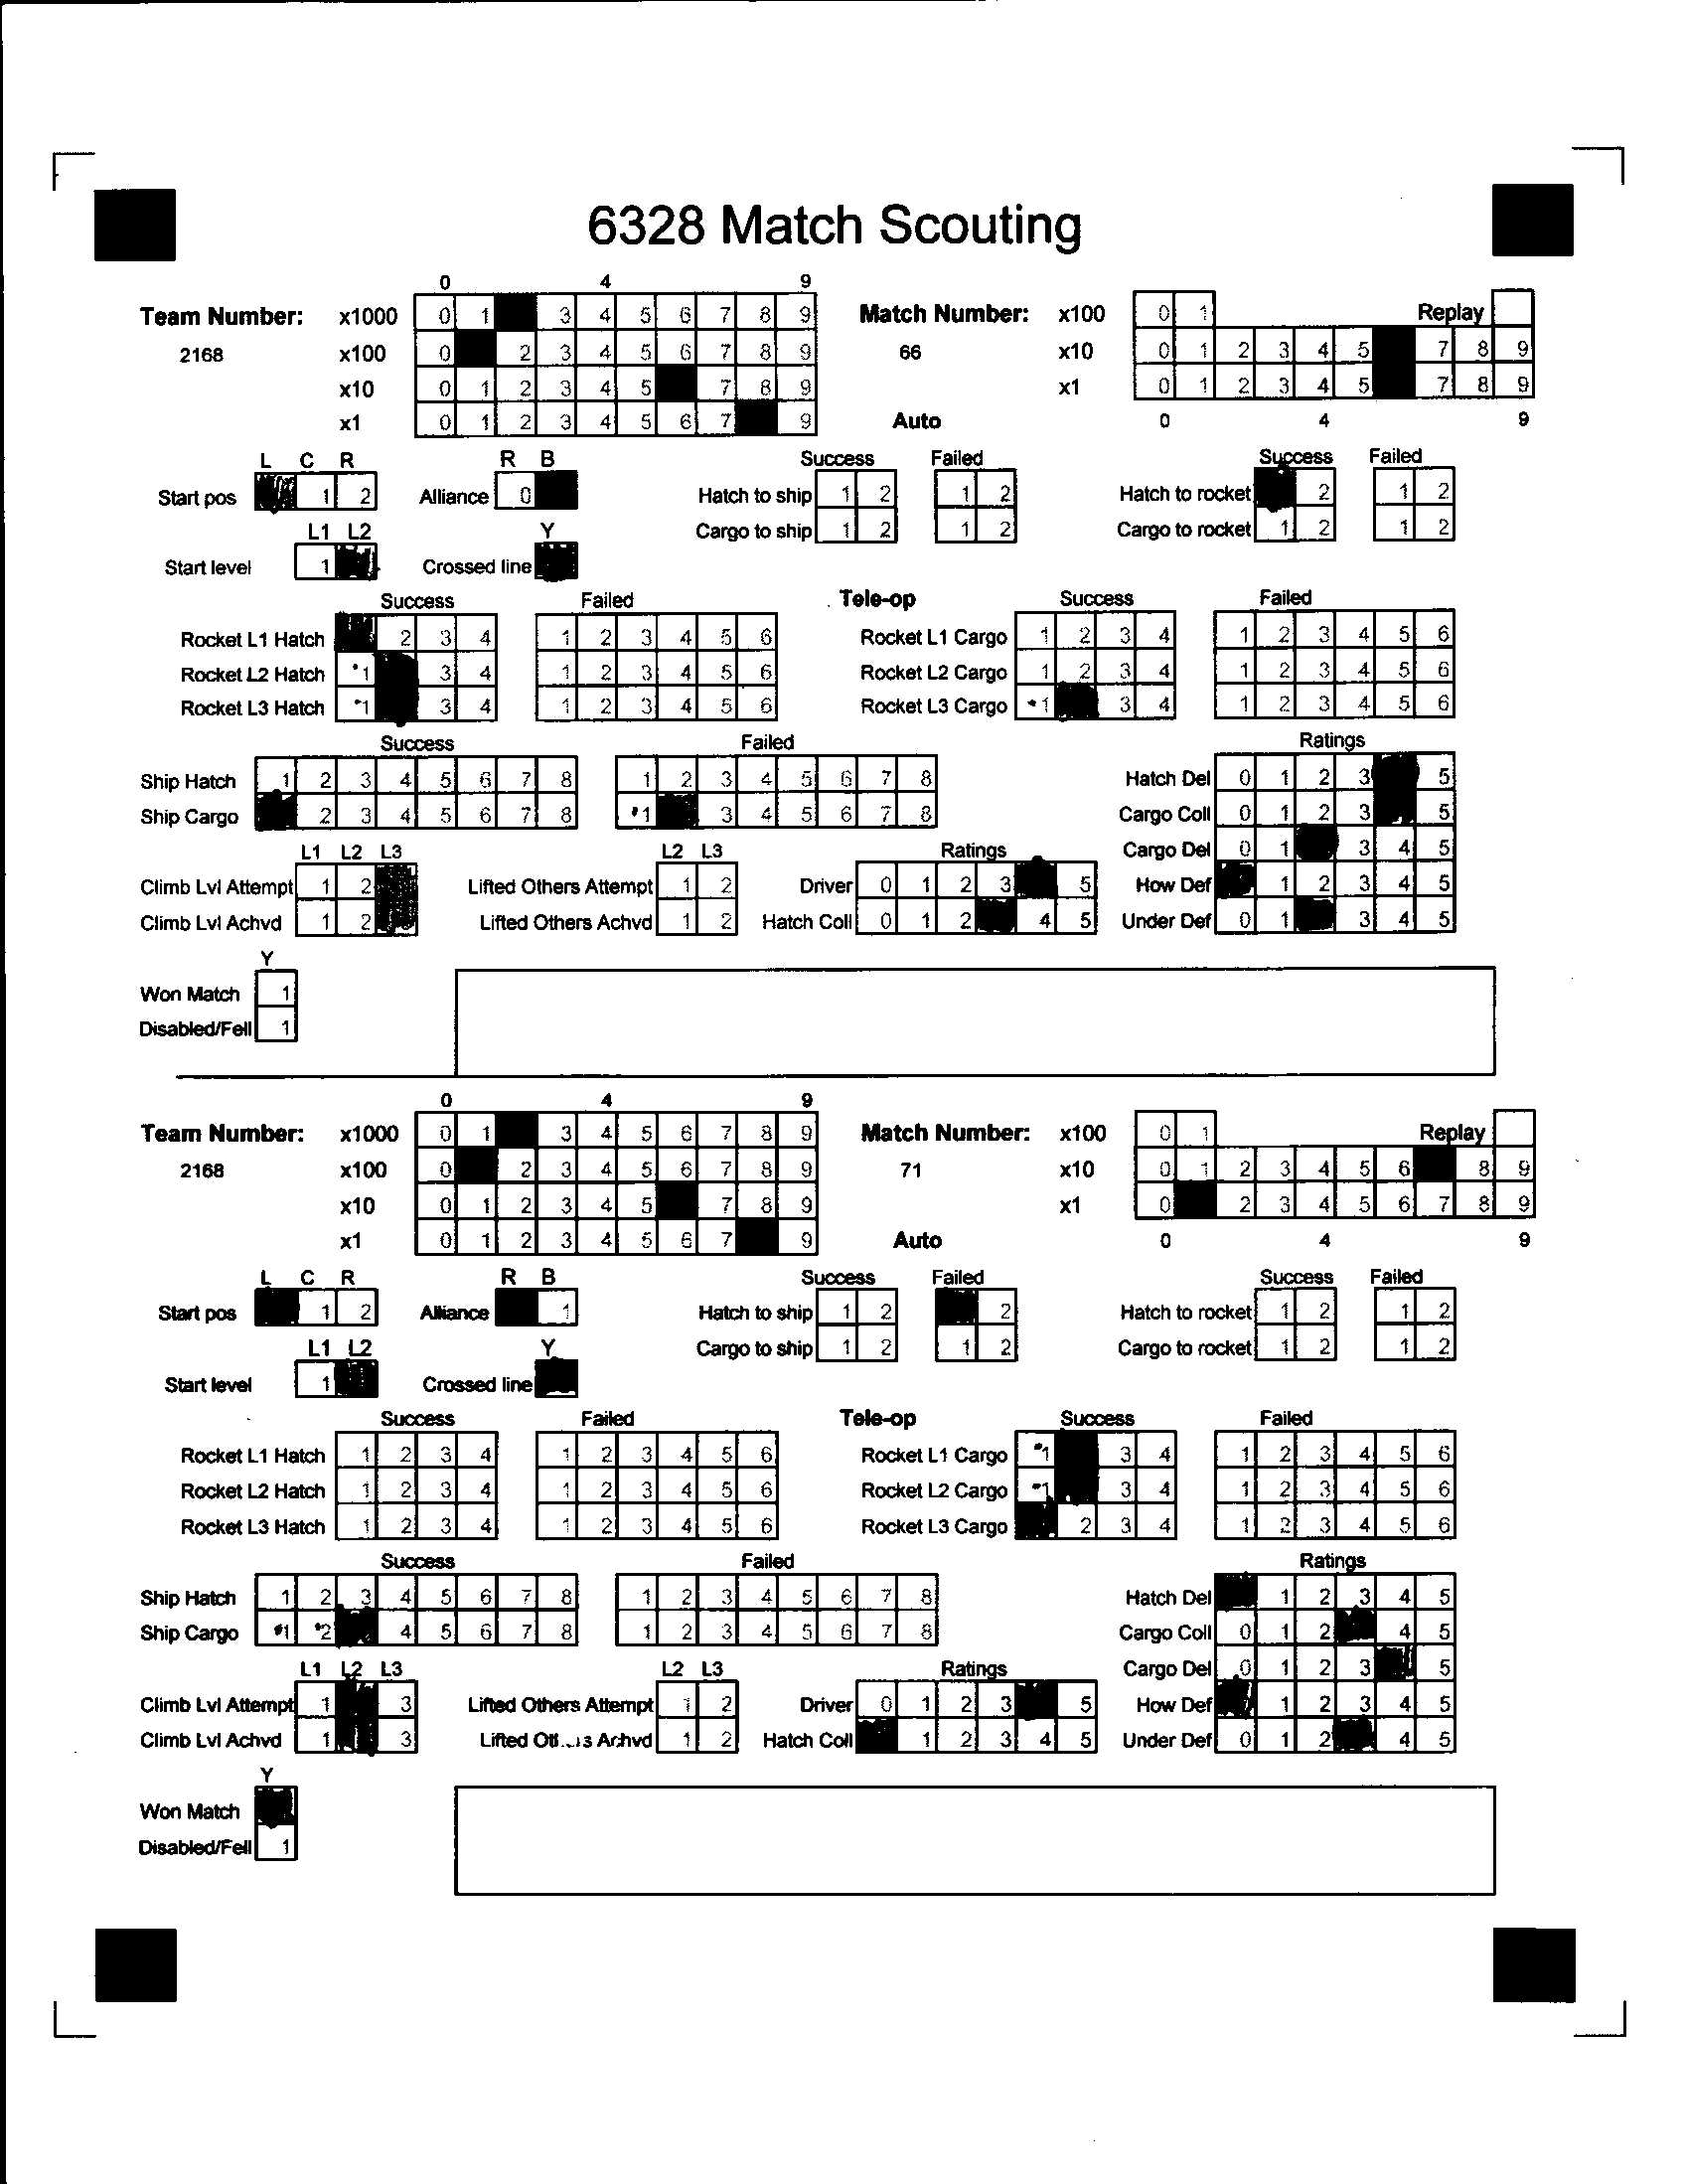 6328 Match Scouting
0 4 9
Team Number: x1000 0 1 3 4 5 6 7 8 9 Match Number: x100 0 1 Replay
2168 x100 0 2 3 4 5 6 7 8 9 66 x10 0 1 2 3 4 5 7 8 9
x10 0 1 2 3 4 5 7 8 9 x1 0 1 2 3 4 5 7 8 9
x1 0 1 2 3 4 5 6 7 9 Auto 0 4 9
L C R R B Success Failed Success Failed
Start pos 1 2 Alliance 0 Hatch to ship 1 2 1 2 Hatch to rocket 2 1 2
L1 L2 Y Cargo to ship 1 2 1 2 Cargo to rocket 1 2 1 2
Start level 1 Crossed line
Success Failed Tele-op Success Failed
Rocket L1 Hatch 2 3 4 1 2 3 4 5 6 Rocket L1 Cargo 1 2 3 4 1 2 3 4 5 6
Rocket L2 Hatch 1 3 4 1 2 3 4 5 6 Rocket L2 Cargo 1 2 3 4 1 2 3 4 5 6
Rocket L3 Hatch 1 3 4 1 2 3 4 5 6 Rocket L3 Cargo 1 3 4 1 2 3 4 5 6
Success Failed Ratings
Ship Hatch 1 2 3 4 5 6 7 8 1 2 3 4 5 6 7 8 Hatch Del 0 1 2 3 5
Ship Cargo 2 3 4 5 6 7 8 1 3 4 5 6 7 8 Cargo Coll 0 1 2 3 5
L1 L2 L3 L2 L3 Ratings Cargo Del 0 1 3 4 5
Climb Lvl Attempt 1 2 Lifted Others Attempt 1 2 Driver 0 1 2 3 5 How Def 1 2 3 4 5
Climb Lvl Achvd 1 2 Lifted Others Achvd 1 2 Hatch Coll 0 1 2 4 5 Under Def 0 1 3 4 5
Y
Won Match 1
Disabled/Fell 1
0 4 9
Team Number: x1000 0 1 3 4 5 6 7 8 9 Match Number: x100 0 1 Replay
2168 x100 0 2 3 4 5 6 7 8 9 71 x10 0 1 2 3 4 5 6 8 9
x10 0 1 2 3 4 5 7 8 9 x1 0 2 3 4 5 6 7 8 9
x1 0 1 2 3 4 5 6 7 9 Auto 0 4 9
L C R R B Success Failed Success Failed
Start pos 1 2 Alliance 1 Hatch to ship 1 2 2 Hatch to rocket 1 2 1 2
L1 L2 Y Cargo to ship 1 2 1 2 Cargo to rocket 1 2 1 2
Start level 1 Crossed line
Success Failed Tele-op Success Failed
Rocket L1 Hatch 1 2 3 4 1 2 3 4 5 6 Rocket L1 Cargo 1 3 4 1 2 3 4 5 6
Rocket L2 Hatch 1 2 3 4 1 2 3 4 5 6 Rocket L2 Cargo 1 3 4 1 2 3 4 5 6
Rocket L3 Hatch 1 2 3 4 1 2 3 4 5 6 Rocket L3 Cargo 2 3 4 1 2 3 4 5 6
Success Failed Ratings
Ship Hatch 1 2 3 4 5 6 7 8 1 2 3 4 5 6 7 8 Hatch Del 1 2 3 4 5
Ship Cargo 1 2 4 5 6 7 8 1 2 3 4 5 6 7 8 Cargo Coll 0 1 2 4 5
L1 L2 L3 L2 L3 Ratings Cargo Del 0 1 2 3 5
Climb Lvl Attempt 1 3 Lifted Others Attempt 1 2 Driver 0 1 2 3 5 How Def 1 2 3 4 5
Climb Lvl Achvd 1 3 Lifted Achvd 1 2 Hatch Coll 1 2 3 4 5 Under Def 0 1 2 4 5
Y
Won Match
Disabled/Fell 1